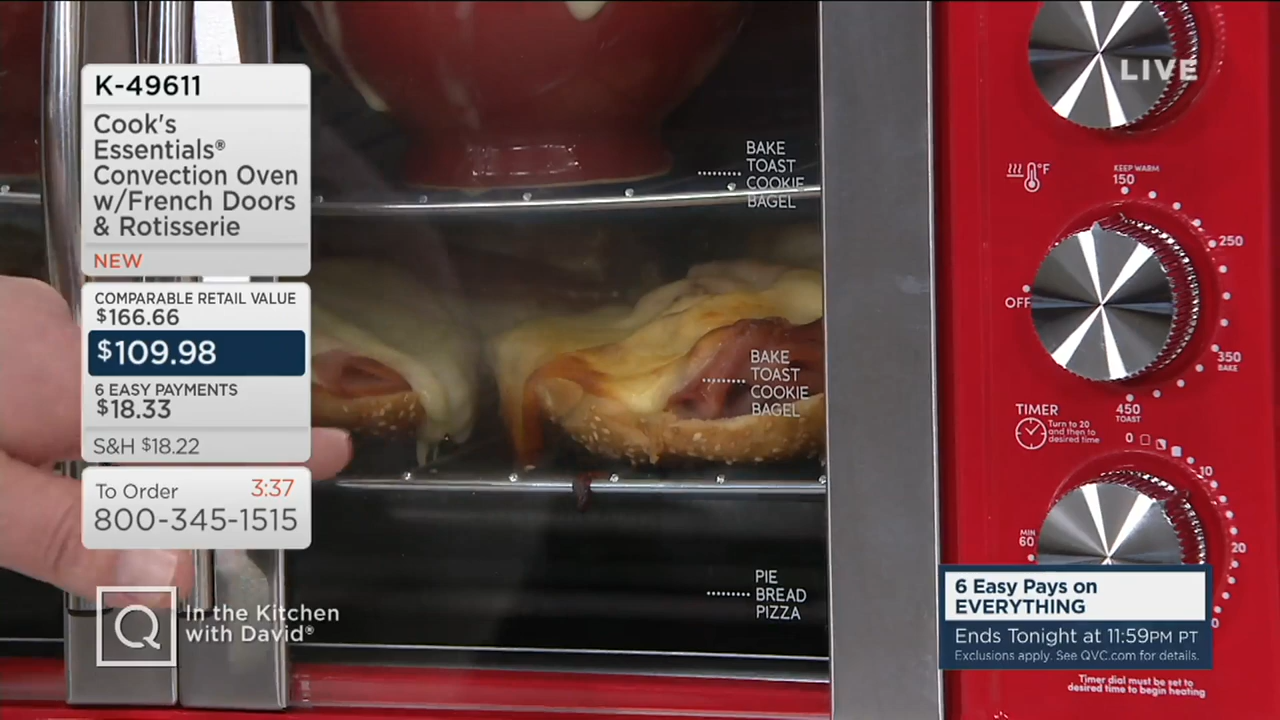 K-49611
Cook's
Essentials®
Convection Oven
w/French Doors
& Rotisserie
NEW
COMPARABLE RETAIL VALUE
$166.66
$109.98
6 EASY PAYMENTS
$18.33
S&H $18.22
To Order 3:37
800-345-1515
Q
In the Kitchen
with David®
BAKE
TOAST
COOKIE
BAGEL
BAKE
TOAST
COOKIE
BAGEL
PIE
BREAD
PIZZA
LIVE
°F
KEEP WARM
150
250
OFF
350
BAKE
450
TOAST
TIMER
Turn to 20
and then to
desired time
0
10
MIN
60
20
6 Easy Pays on
EVERYTHING
Ends Tonight at 11:59PM PT
Exclusions apply. See QVC.com for details.
Timer dial must be set to
desired time to begin heating